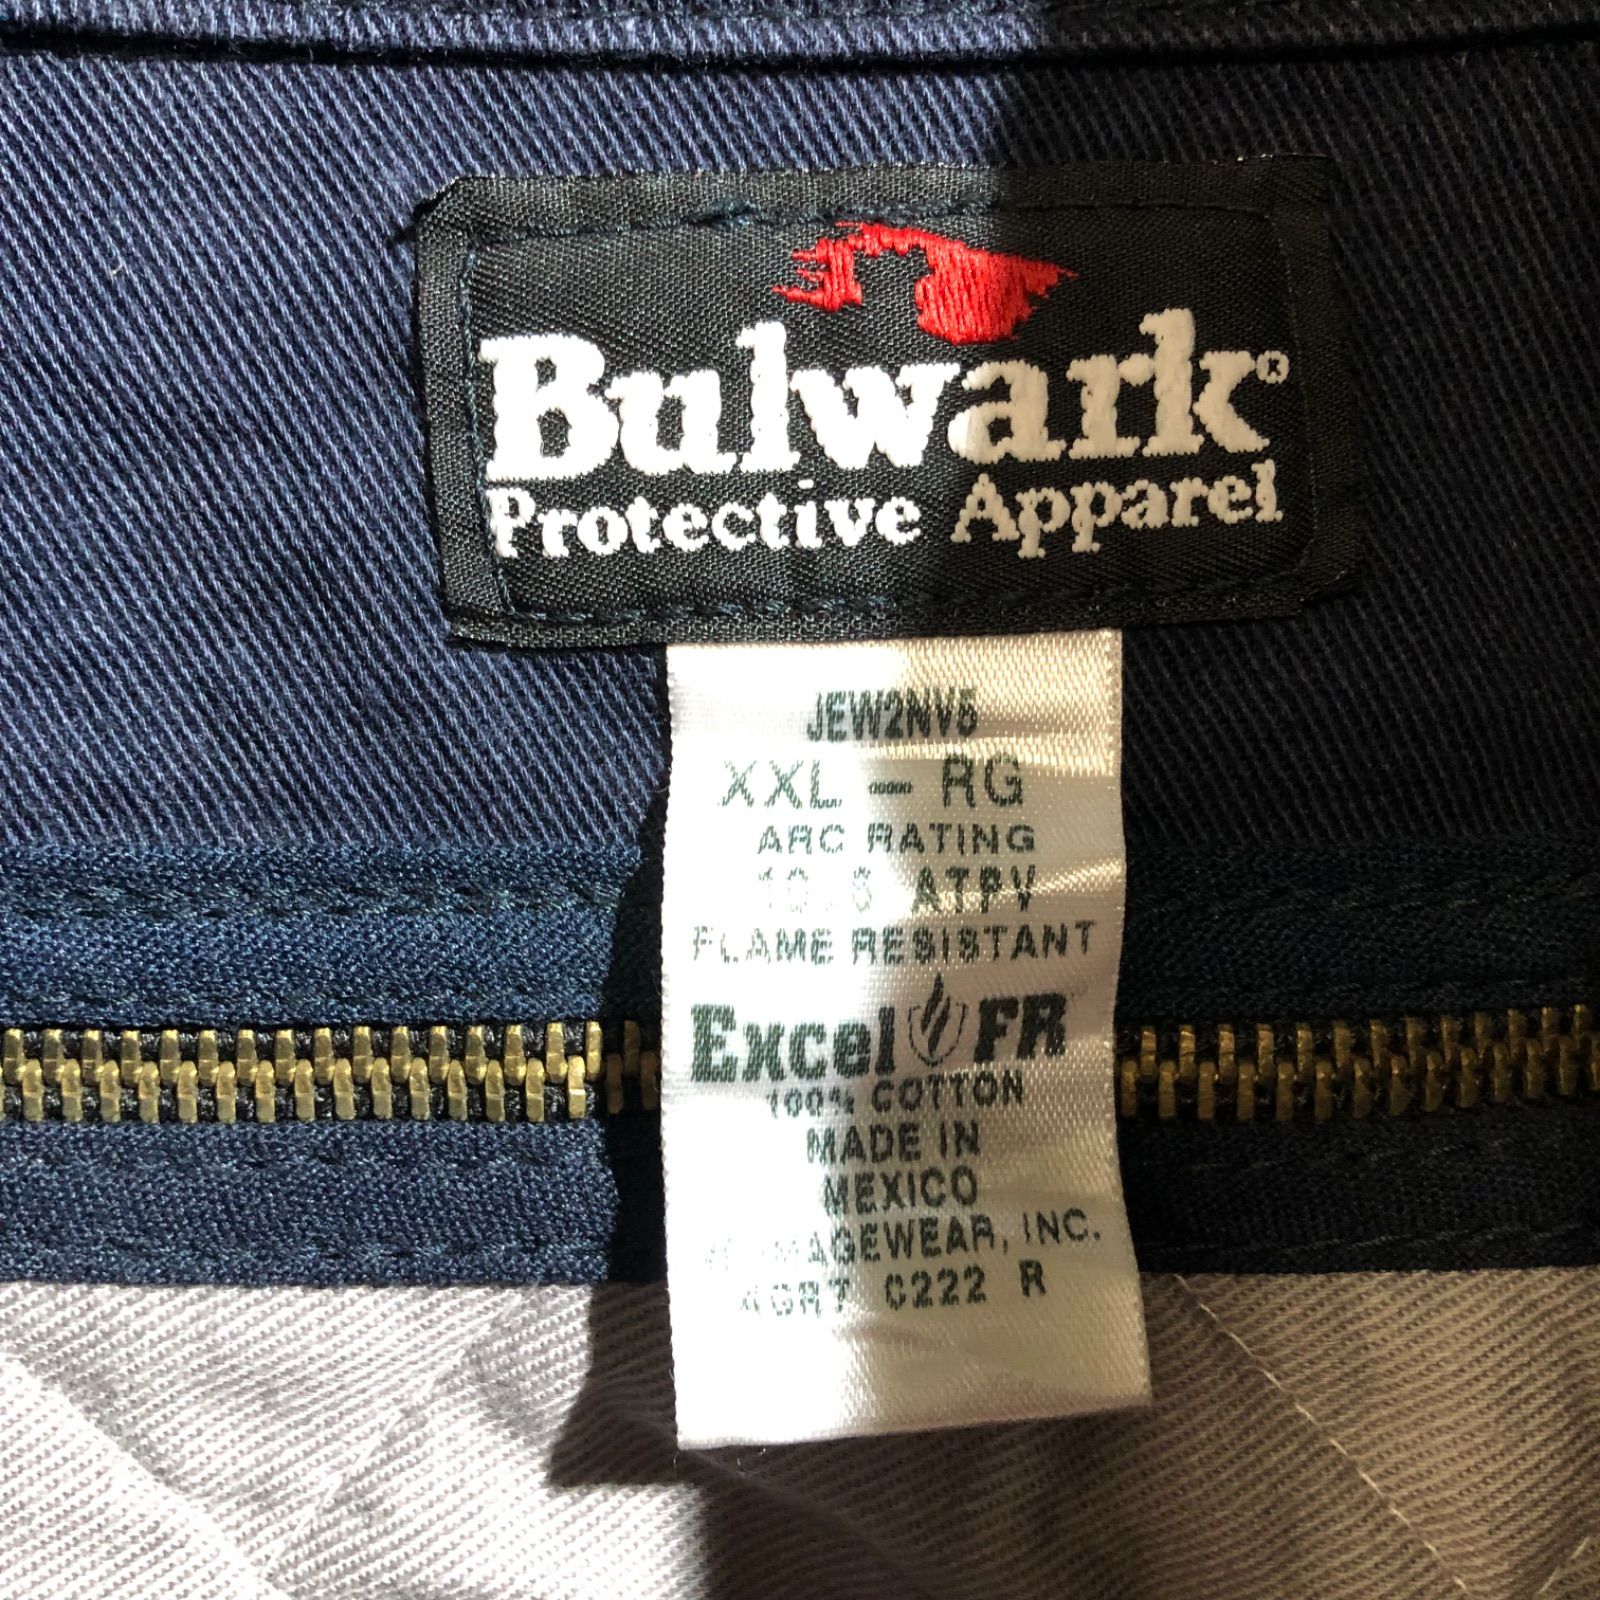 Bulwark®
Protective Apparel
JEW2NV5
XXL – RG
ARC RATING
ATPV
FLAME RESISTANT
Excel FR
100% COTTON
MADE IN
MEXICO
IMAGEWEAR, INC.
C222 R